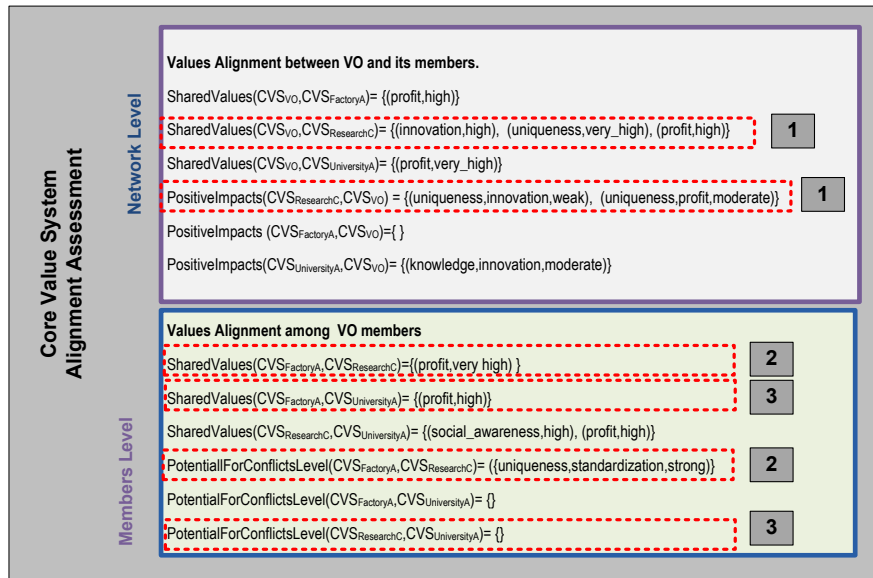 Core Value System
Alignment Assessment
Network Level
Values Alignment between VO and its members.
SharedValues(CVSVO,CVSFactoryA)= {(profit,high)}
SharedValues(CVSVO,CVSResearchC)= {(innovation,high), (uniqueness,very_high), (profit,high)}
1
SharedValues(CVSVO,CVSUniversityA)= {(profit,very_high)}
PositiveImpacts(CVSResearchC,CVSVO) = {(uniqueness,innovation,weak), (uniqueness,profit,moderate)}
1
PositiveImpacts (CVSFactoryA,CVSVO)={ }
PositiveImpacts(CVSUniversityA,CVSVO)= {(knowledge,innovation,moderate)}
Members Level
Values Alignment among VO members
SharedValues(CVSFactoryA,CVSResearchC)={(profit,very high) }
2
SharedValues(CVSFactoryA,CVSUniversityA)= {(profit,high)}
3
SharedValues(CVSResearchC,CVSUniversityA)= {(social_awareness,high), (profit,high)}
PotentiallForConflictsLevel(CVSFactoryA,CVSResearchC)= ({uniqueness,standardization,strong)}
2
PotentialForConflictsLevel(CVSFactoryA,CVSUniversityA)= {}
PotentialForConflictsLevel(CVSResearchC,CVSUniversityA)= {}
3